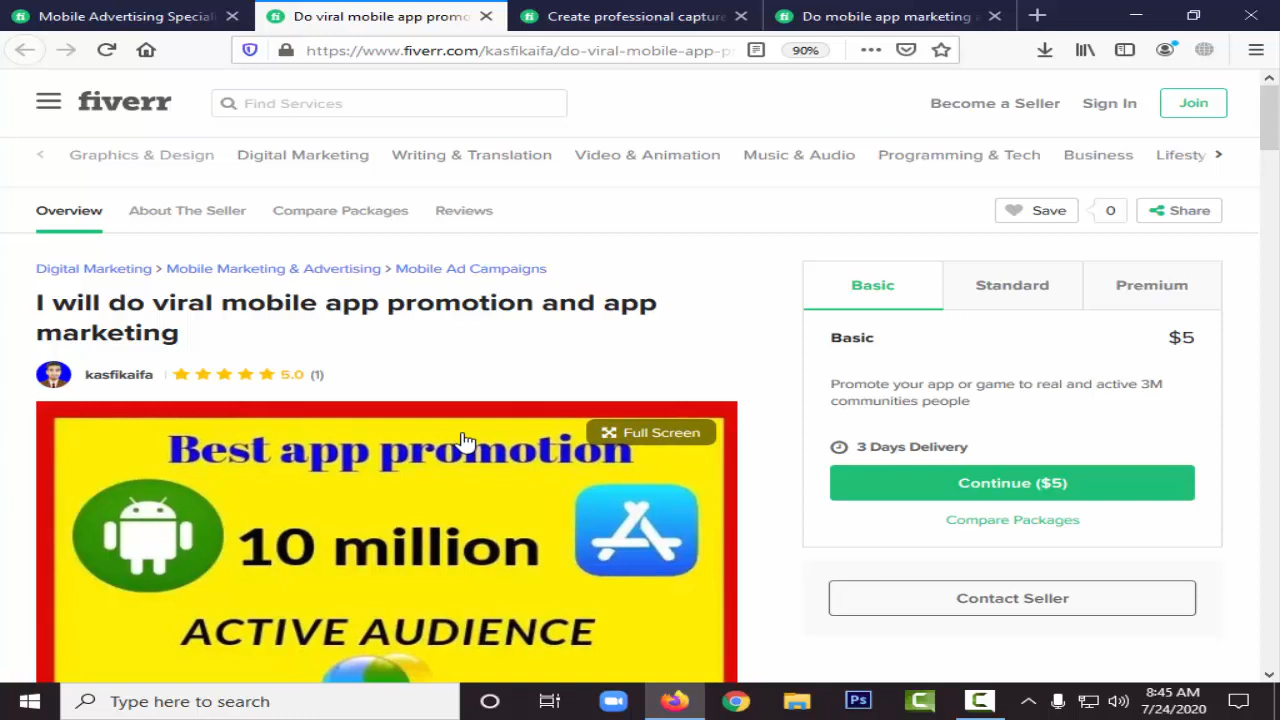 Mobile Advertising Speciali
Do viral mobile app promo
Create professional capture
Do mobile app marketing a
https://www.fiverr.com/kasfikaifa/do-viral-mobile-app-p
90%
fiverr
Find Services
Become a Seller
Sign In
Join
Graphics & Design
Digital Marketing
Writing & Translation
Video & Animation
Music & Audio
Programming & Tech
Business
Lifesty
Overview
About The Seller
Compare Packages
Reviews
Save
0
Share
Digital Marketing > Mobile Marketing & Advertising > Mobile Ad Campaigns
I will do viral mobile app promotion and app
marketing
kasfikaifa
5.0 (1)
Best app promotion
Full Screen
10 million
ACTIVE AUDIENCE
Basic
Standard
Premium
Basic
$5
Promote your app or game to real and active 3M
communities people
3 Days Delivery
Continue ($5)
Compare Packages
Contact Seller
Type here to search
Ps
8:45 AM
7/24/2020